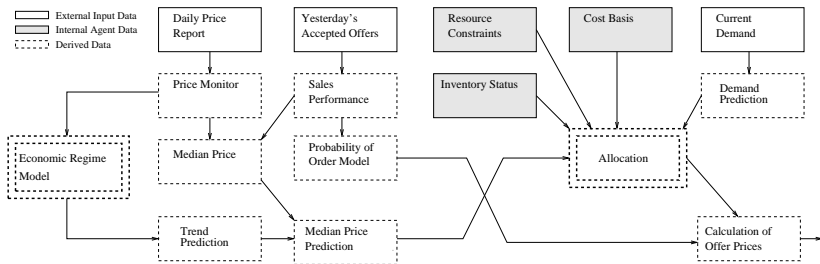 External Input Data
Internal Agent Data
Derived Data
Daily Price
Report
Yesterday's
Accepted Offers
Resource
Constraints
Cost Basis
Current
Demand
Price Monitor
Sales
Performance
Inventory Status
Demand
Prediction
Economic Regime
Model
Median Price
Probability of
Order Model
Allocation
Trend
Prediction
Median Price
Prediction
Calculation of
Offer Prices